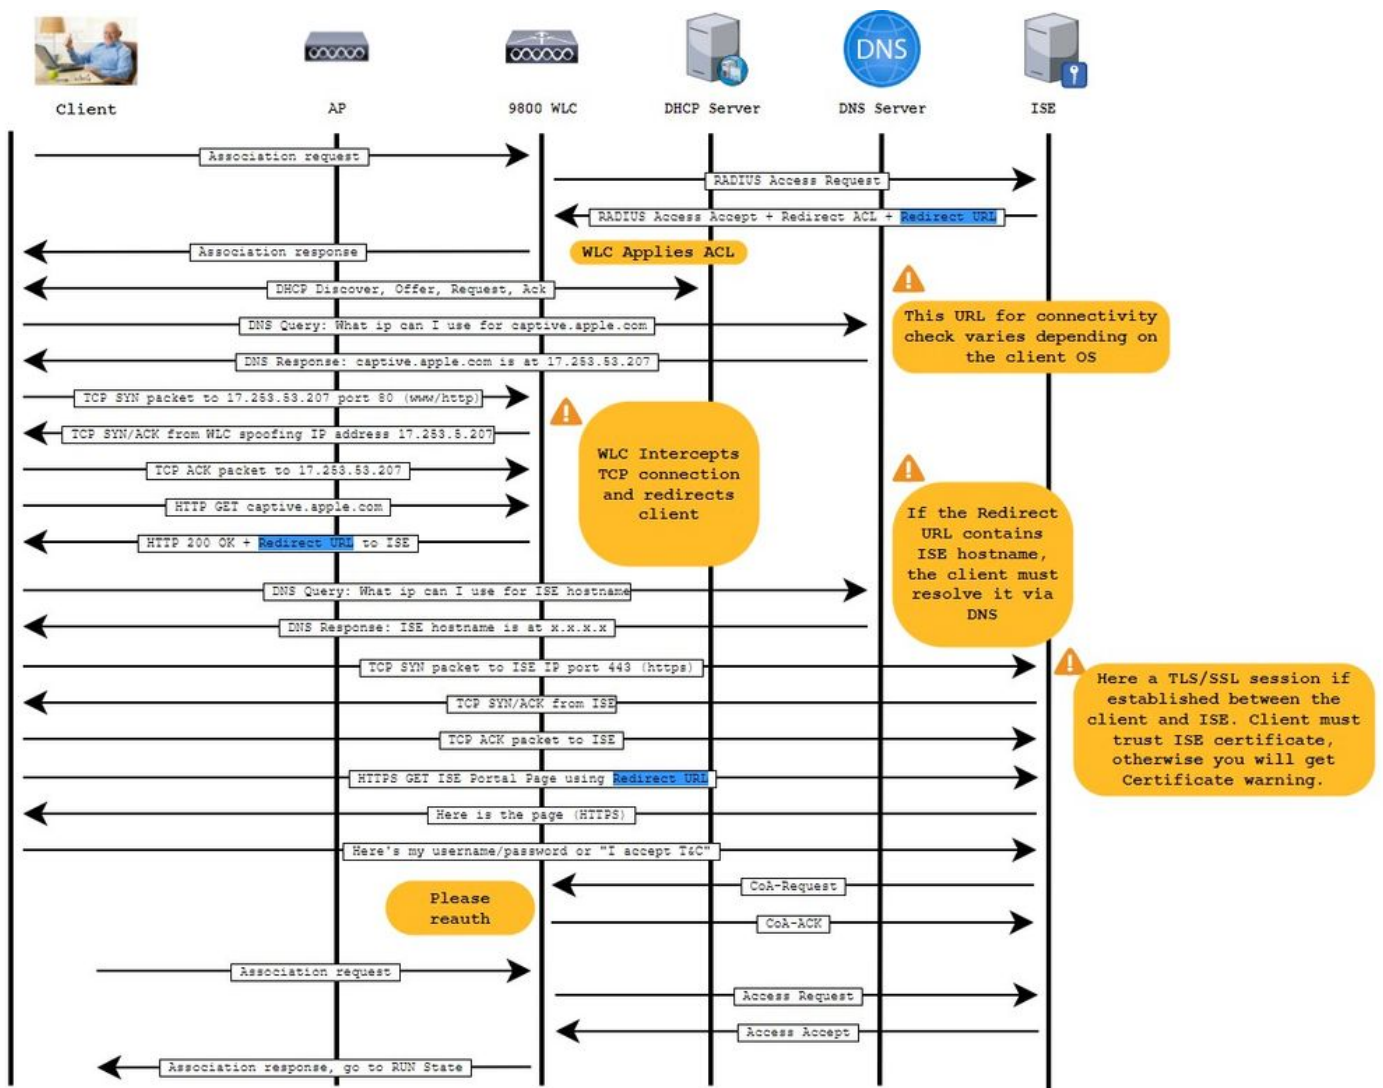 DNS
Client
AP
9800 WLC
DHCP Server
DNS Server
ISE
Association request
RADIUS Access Request
RADIUS Access Accept + Redirect ACL + Redirect URL
Association response
WLC Applies ACL
DHCP Discover, Offer, Request, Ack
This URL for connectivity
check varies depending on
the client OS
DNS Query: What ip can I use for captive.apple.com
DNS Response: captive.apple.com is at 17.253.53.207
TCP SYN packet to 17.253.53.207 port 80 (www/http)
TCP SYN/ACK from WLC spoofing IP address 17.253.5.207
WLC Intercepts
TCP connection
and redirects
client
TCP ACK packet to 17.253.53.207
HTTP GET captive.apple.com
HTTP 200 OK + Redirect URL to ISE
If the Redirect
URL contains
ISE hostname,
the client must
resolve it via
DNS
DNS Query: What ip can I use for ISE hostname
DNS Response: ISE hostname is at x.x.x.x
TCP SYN packet to ISE IP port 443 (https)
Here a TLS/SSL session if
established between the
client and ISE. Client must
trust ISE certificate,
otherwise you will get
Certificate warning.
TCP SYN/ACK from ISE
TCP ACK packet to ISE
HTTPS GET ISE Portal Page using Redirect URL
Here is the page (HTTPS)
Here's my username/password or "I accept T&C"
CoA-Request
Please
reauth
CoA-ACK
Association request
Access Request
Access Accept
Association response, go to RUN State